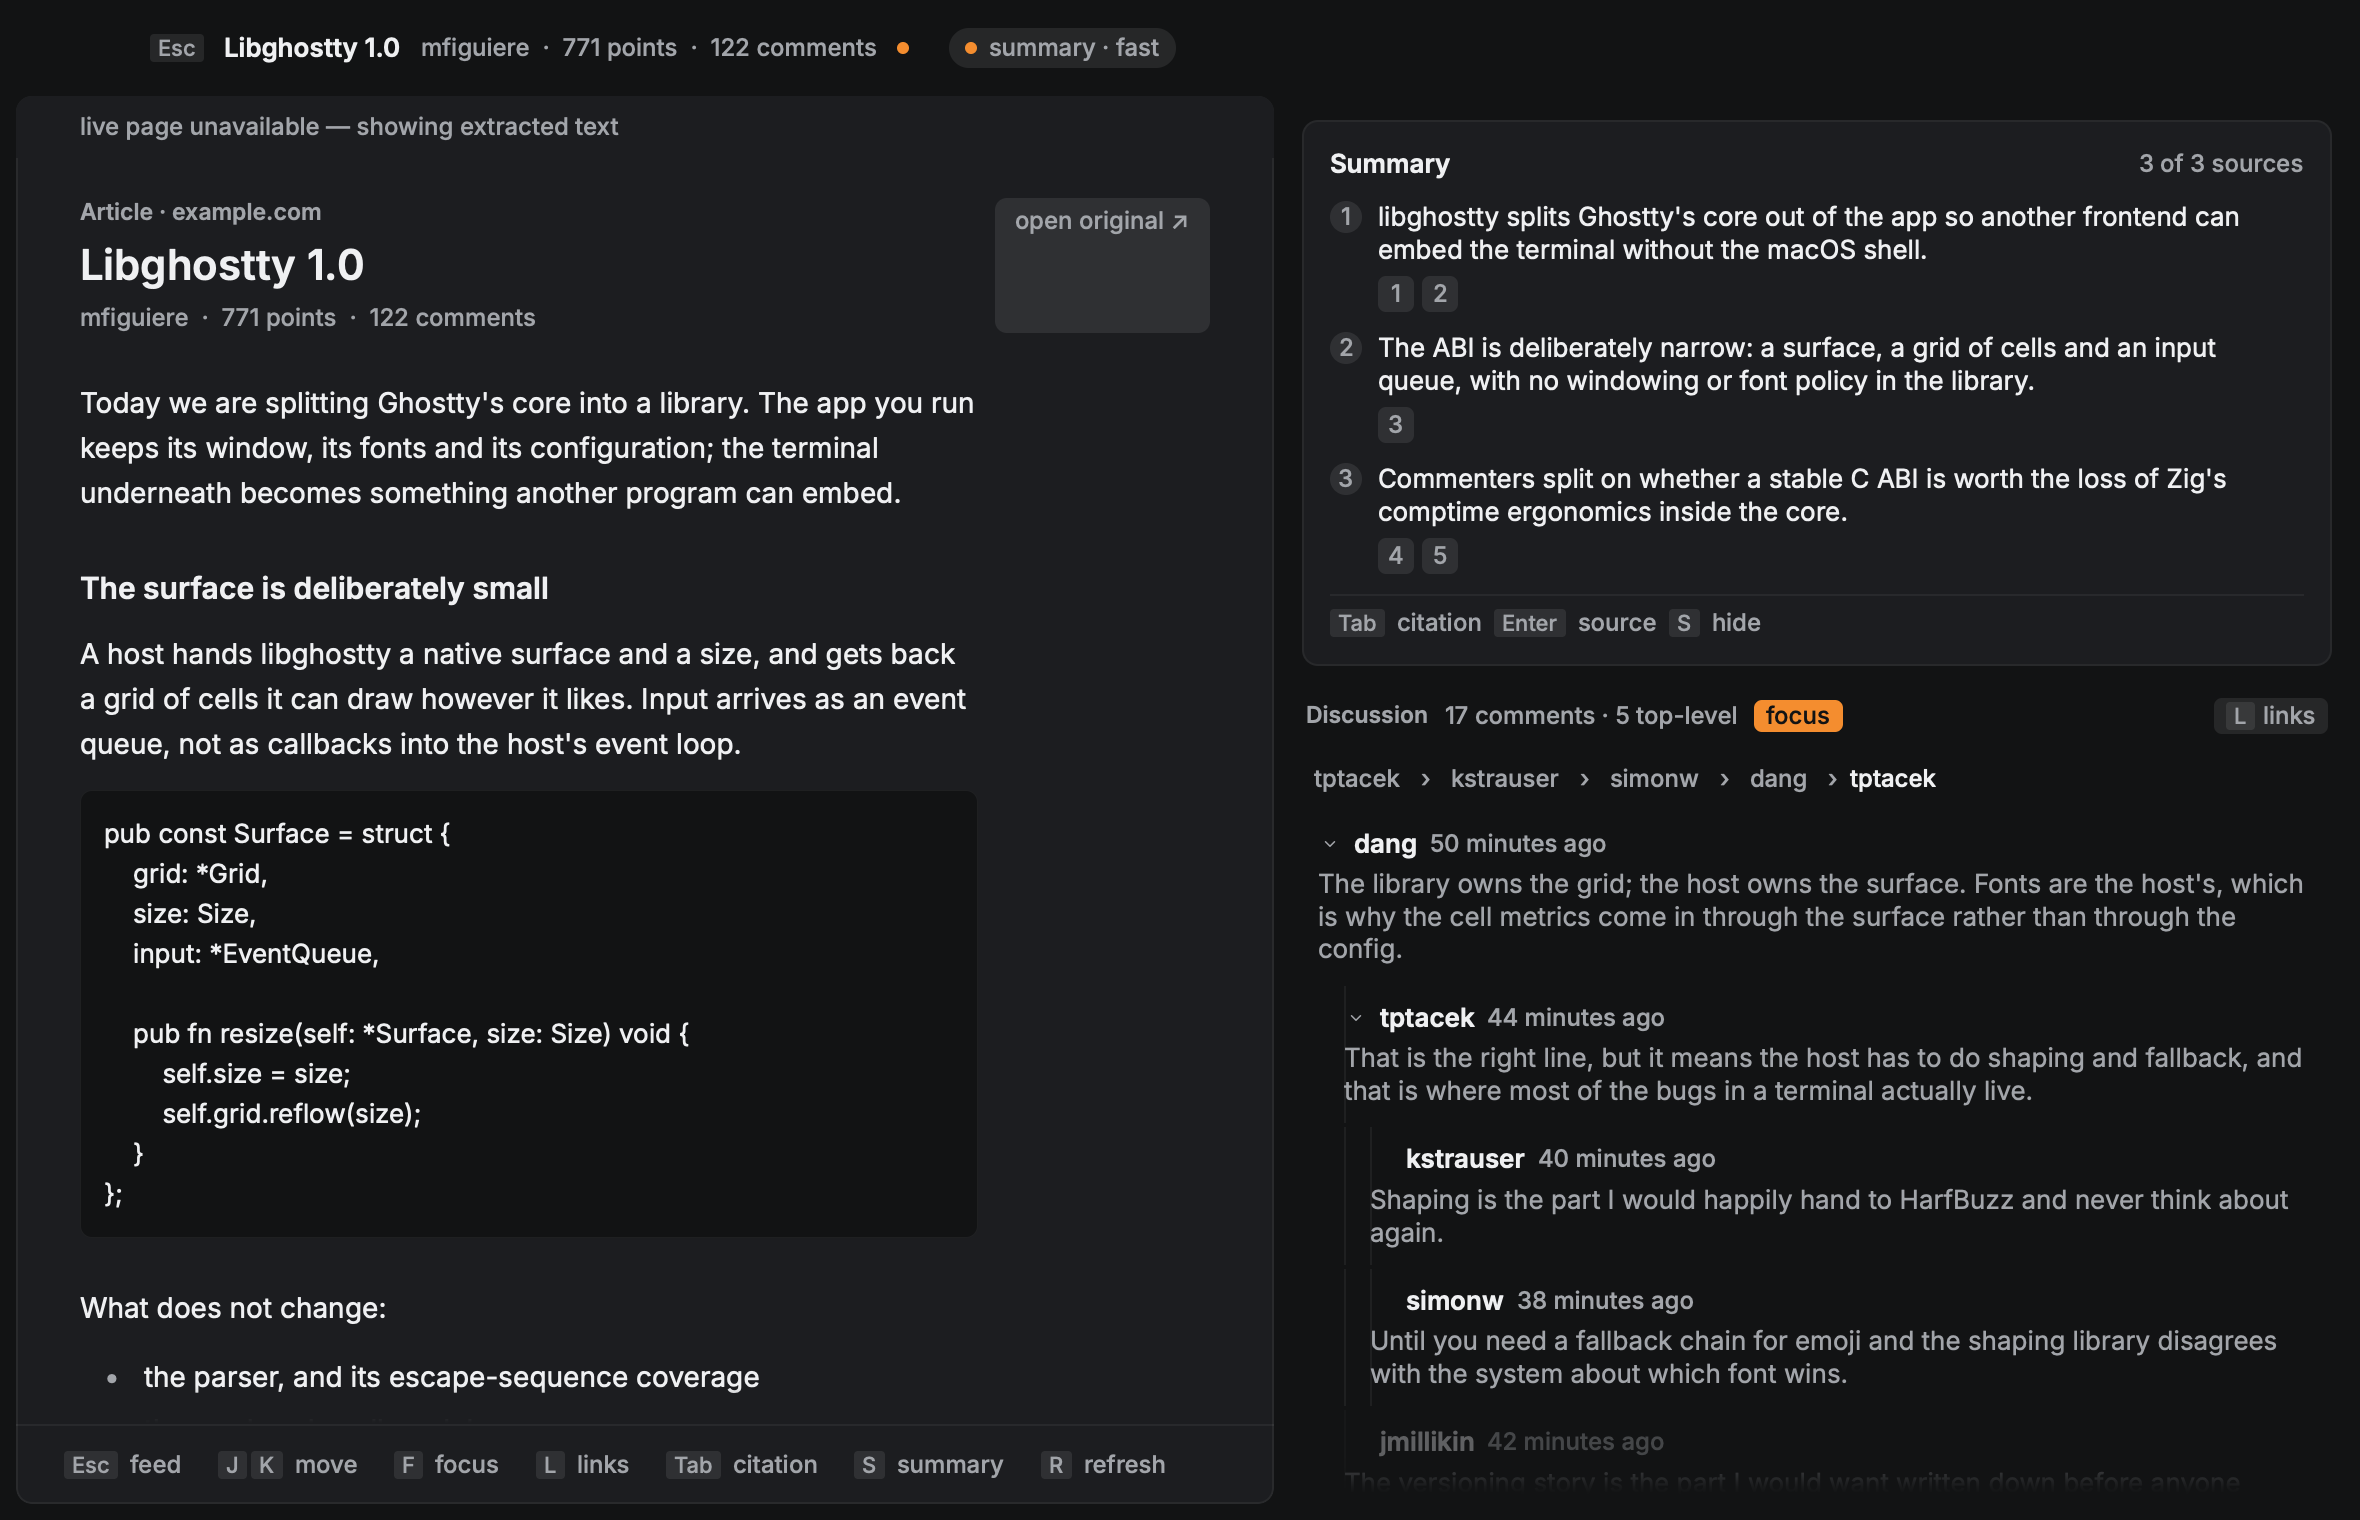 Esc Libghostty 1.0 mfiguiere · 771 points · 122 comments
summary · fast
live page unavailable — showing extracted text
Article · example.com
open original ↗
Libghostty 1.0
mfiguiere · 771 points · 122 comments
Today we are splitting Ghostty's core into a library. The app you run
keeps its window, its fonts and its configuration; the terminal
underneath becomes something another program can embed.
The surface is deliberately small
A host hands libghostty a native surface and a size, and gets back
a grid of cells it can draw however it likes. Input arrives as an event
queue, not as callbacks into the host's event loop.
pub const Surface = struct {
    grid: *Grid,
    size: Size,
    input: *EventQueue,
    pub fn resize(self: *Surface, size: Size) void {
        self.size = size;
        self.grid.reflow(size);
    }
};
What does not change:
• the parser, and its escape-sequence coverage
Esc feed J K move F focus L links Tab citation S summary R refresh
Summary 3 of 3 sources
1 libghostty splits Ghostty's core out of the app so another frontend can
embed the terminal without the macOS shell.
1 2
2 The ABI is deliberately narrow: a surface, a grid of cells and an input
queue, with no windowing or font policy in the library.
3
3 Commenters split on whether a stable C ABI is worth the loss of Zig's
comptime ergonomics inside the core.
4 5
Tab citation Enter source S hide
Discussion 17 comments · 5 top-level focus L links
tptacek › kstrauser › simonw › dang › tptacek
dang 50 minutes ago
The library owns the grid; the host owns the surface. Fonts are the host's, which
is why the cell metrics come in through the surface rather than through the
config.
tptacek 44 minutes ago
That is the right line, but it means the host has to do shaping and fallback, and
that is where most of the bugs in a terminal actually live.
kstrauser 40 minutes ago
Shaping is the part I would happily hand to HarfBuzz and never think about
again.
simonw 38 minutes ago
Until you need a fallback chain for emoji and the shaping library disagrees
with the system about which font wins.
jmillikin 42 minutes ago
The versioning story is the part I would want written down before anyone